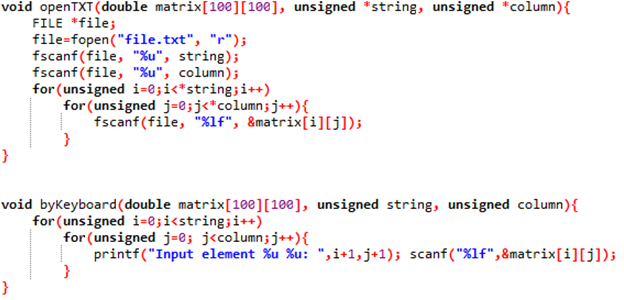 void openTXT(double matrix[100][100], unsigned *string, unsigned *column){
    FILE *file;
    file=fopen("file.txt", "r");
    fscanf(file, "%u", string);
    fscanf(file, "%u", column);
    for(unsigned i=0;i<*string;i++)
        for(unsigned j=0;j<*column;j++){
            fscanf(file, "%lf", &matrix[i][j]);
        }
}
void byKeyboard(double matrix[100][100], unsigned string, unsigned column){
    for(unsigned i=0;i<string;i++)
        for(unsigned j=0; j<column;j++){
            printf("Input element %u %u: ",i+1,j+1); scanf("%lf",&matrix[i][j]);
        }
}